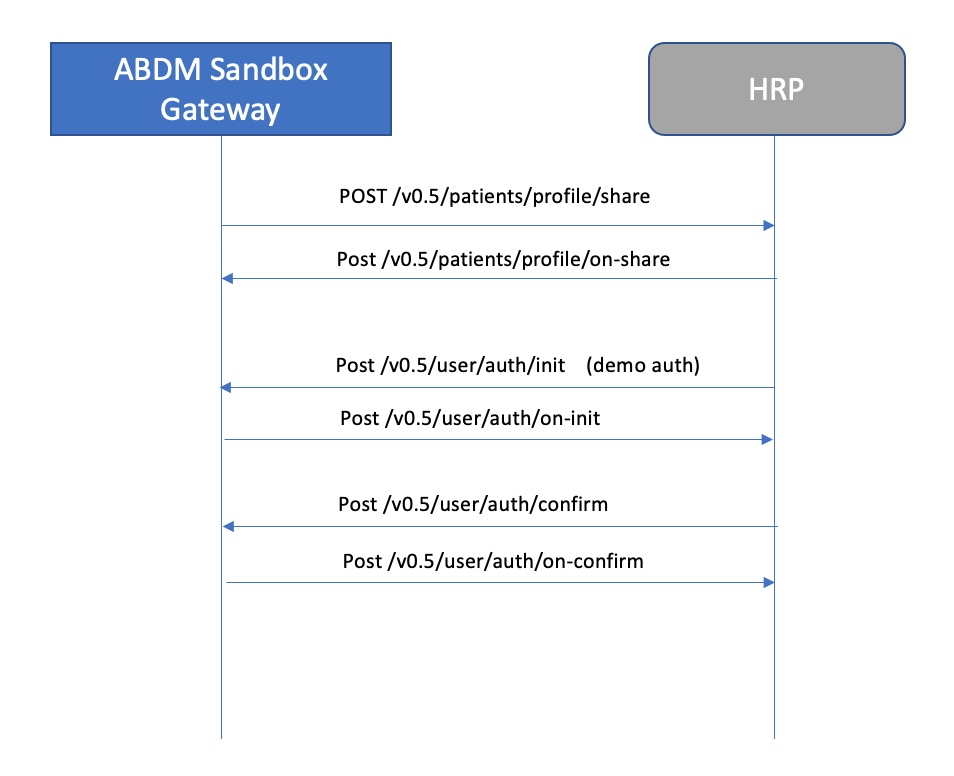 ABDM Sandbox
Gateway
HRP
POST /v0.5/patients/profile/share
Post /v0.5/patients/profile/on-share
Post /v0.5/user/auth/init (demo auth)
Post /v0.5/user/auth/on-init
Post /v0.5/user/auth/confirm
Post /v0.5/user/auth/on-confirm